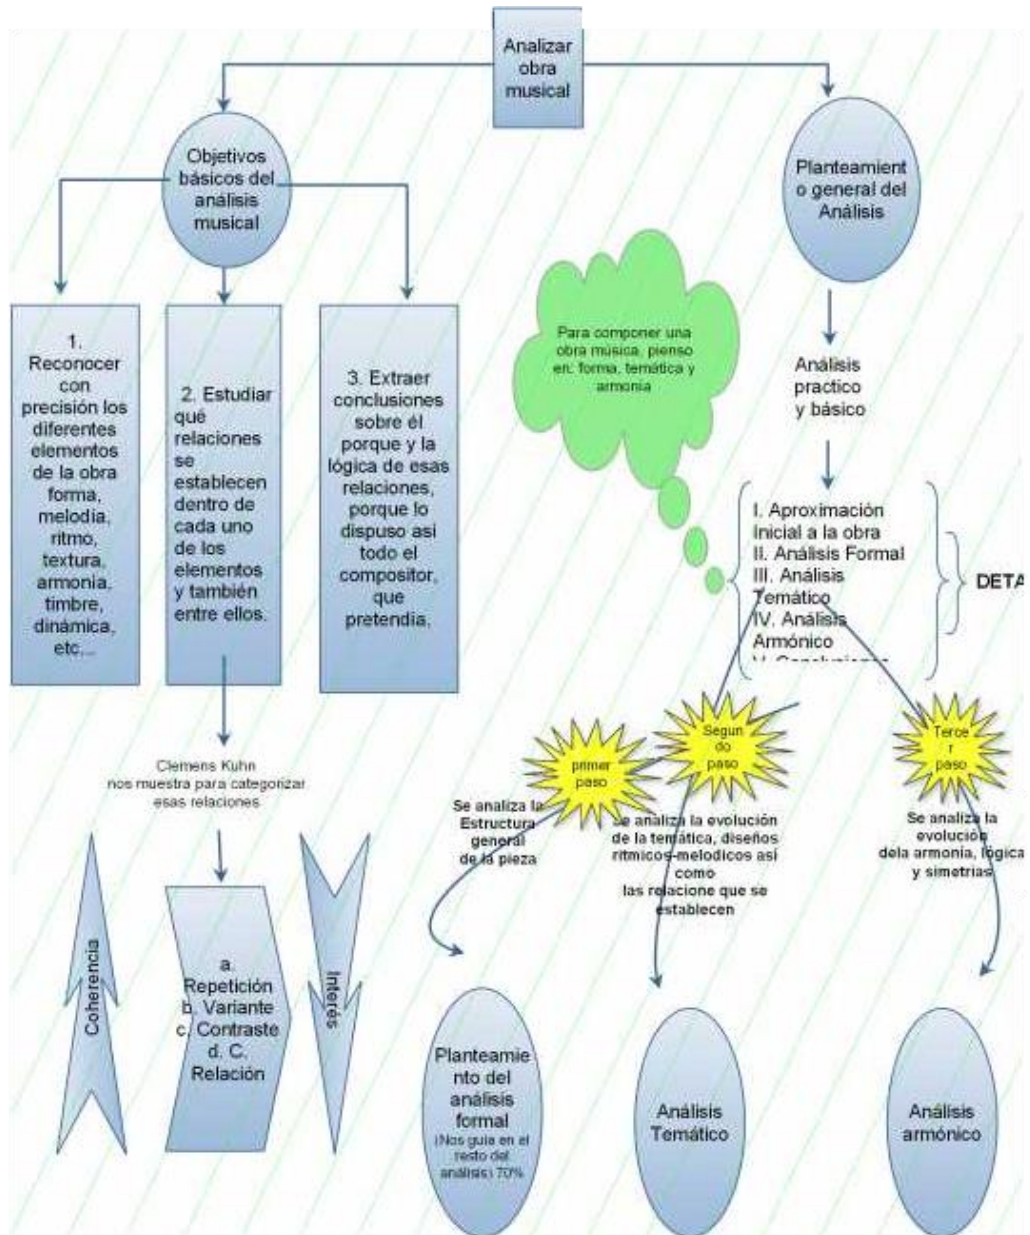 Analizar
obra
musical
Objetivos
básicos del
análisis
musical
Planteamient
o general del
Análisis
1.
Reconocer
con
precisión los
diferentes
elementos
de la obra
forma,
melodía,
ritmo,
textura,
armonía,
timbre,
dinámica,
etc...
2. Estudiar
qué
relaciones
se
establecen
dentro de
cada uno
de los
elementos
y también
entre ellos.
3. Extraer
conclusiones
sobre él
porque y la
lógica de esas
relaciones,
porque lo
dispuso así
todo el
compositor,
que
pretendía.
Para componer una
obra música, pienso
en: forma, temática y
armonía
Análisis
practico
y básico
I. Aproximación
Inicial a la obra
II. Análisis Formal
III. Análisis
Temático
IV. Análisis
Armónico
V. Conclusiones
DETA
Clemens Kuhn
nos muestra para categorizar
esas relaciones
Coherencia
a.
Repetición
b. Variante
c. Contraste
d. C.
Relación
Interés
primer
paso
Se analiza la
Estructura
general
de la pieza
Segun
do
paso
Se analiza la evolución
de la temática, diseños
rítmicos-melodicos así
como
las relacione que se
establecen
Terce
r
paso
Se analiza la
evolución
dela armonía, lógica
y simetrías
Planteamie
nto del
análisis
formal
(Nos guía en el
resto del
análisis) 70%
Análisis
Temático
Análisis
armónico